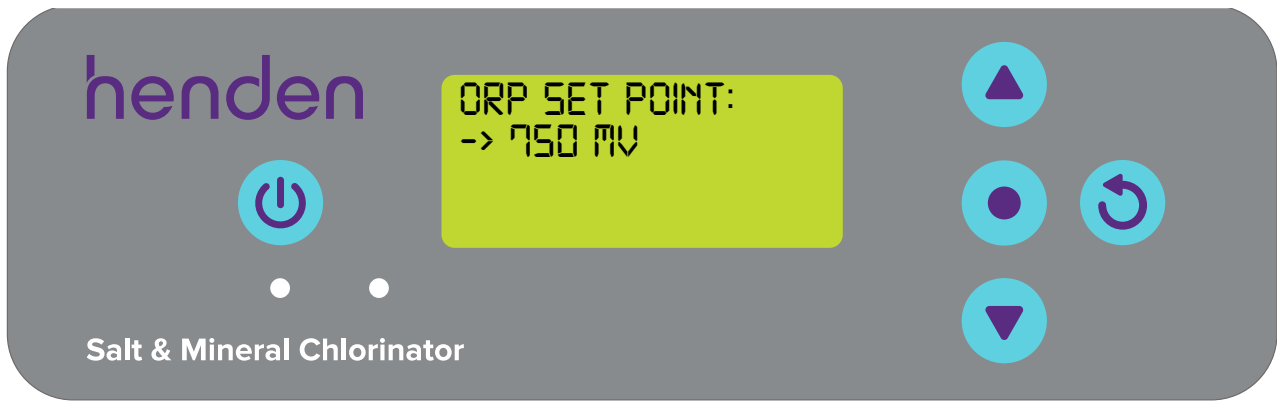 henden
ORP SET POINT:
-> 750 MV
Salt & Mineral Chlorinator